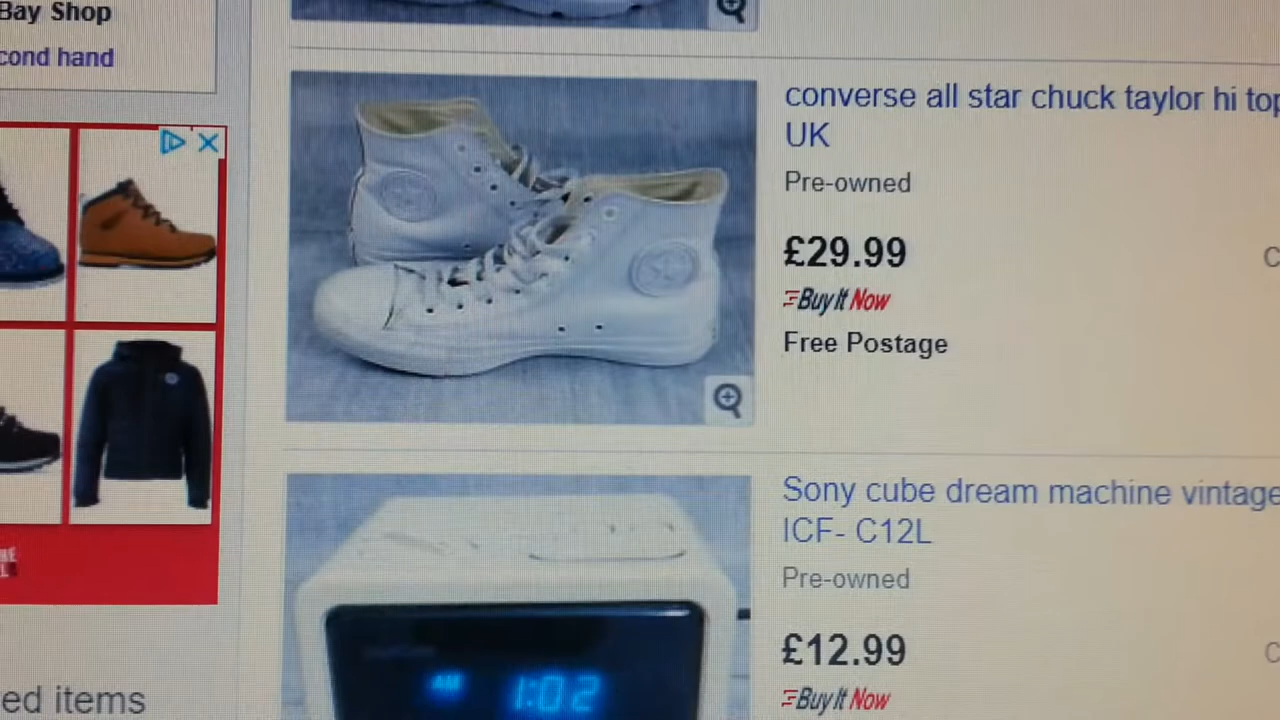 Bay Shop
cond hand
converse all star chuck taylor hi top
UK
Pre-owned
£29.99
Buy It Now
Free Postage
Sony cube dream machine vintage
ICF- C12L
Pre-owned
£12.99
Buy It Now
AM 1:02
ed items